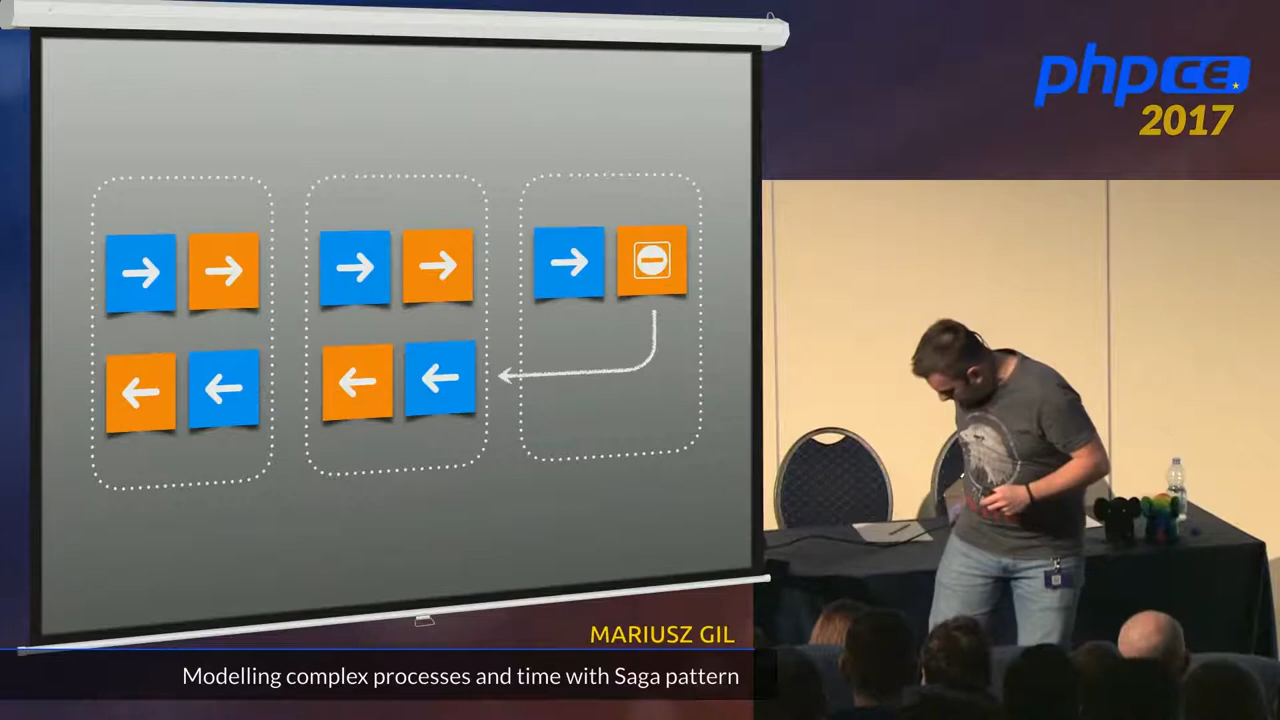 phpCE
2017
MARIUSZ GIL
Modelling complex processes and time with Saga pattern